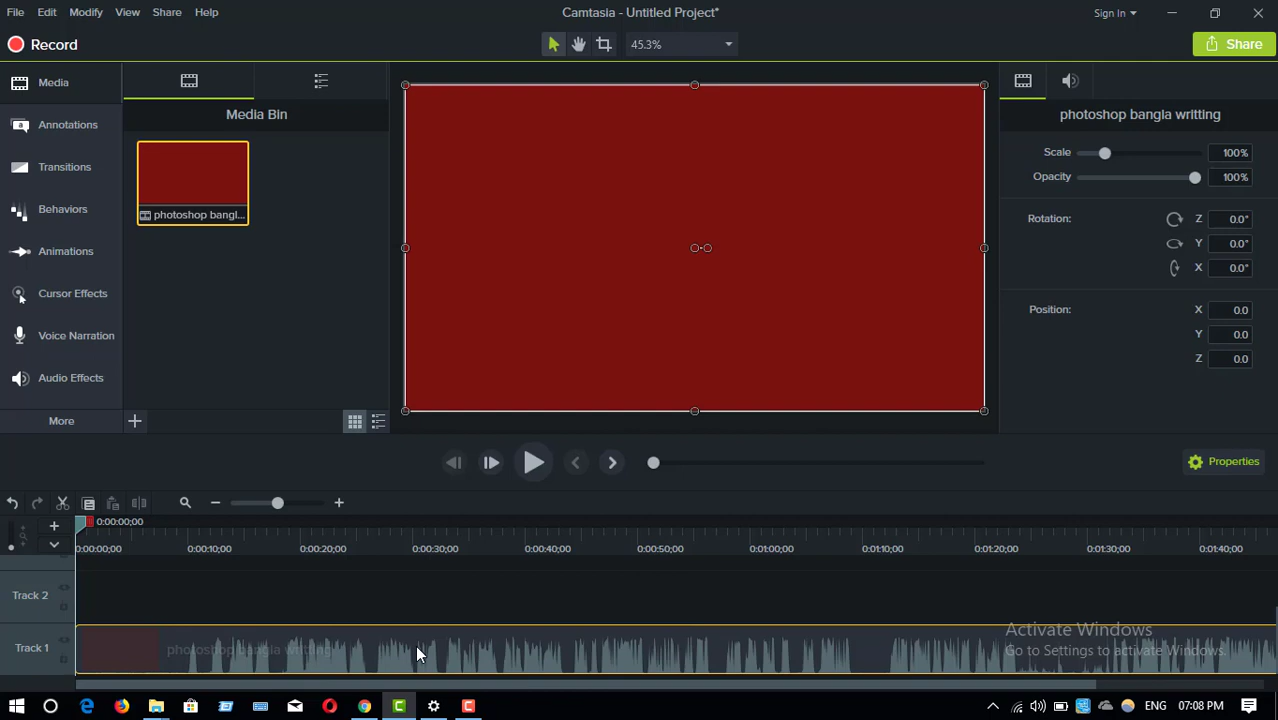 File Edit Modify View Share Help Camtasia - Untitled Project* Sign In
Record 45.3% Share
Media
Media Bin
photoshop bangla writting
Annotations
Scale 100%
Transitions
Opacity 100%
Behaviors
photoshop bangl...
Rotation: Z 0.0°
Y 0.0°
Animations
X 0.0°
Cursor Effects
Position: X 0.0
Voice Narration
Y 0.0
Z 0.0
Audio Effects
More
Properties
0:00:00;00
0:00:00;00 0:00:10;00 0:00:20;00 0:00:30;00 0:00:40;00 0:00:50;00 0:01:00;00 0:01:10;00 0:01:20;00 0:01:30;00 0:01:40;00
Track 2
Activate Windows
Track 1 photoshop bangla writting
Go to Settings to activate Windows.
ENG 07:08 PM